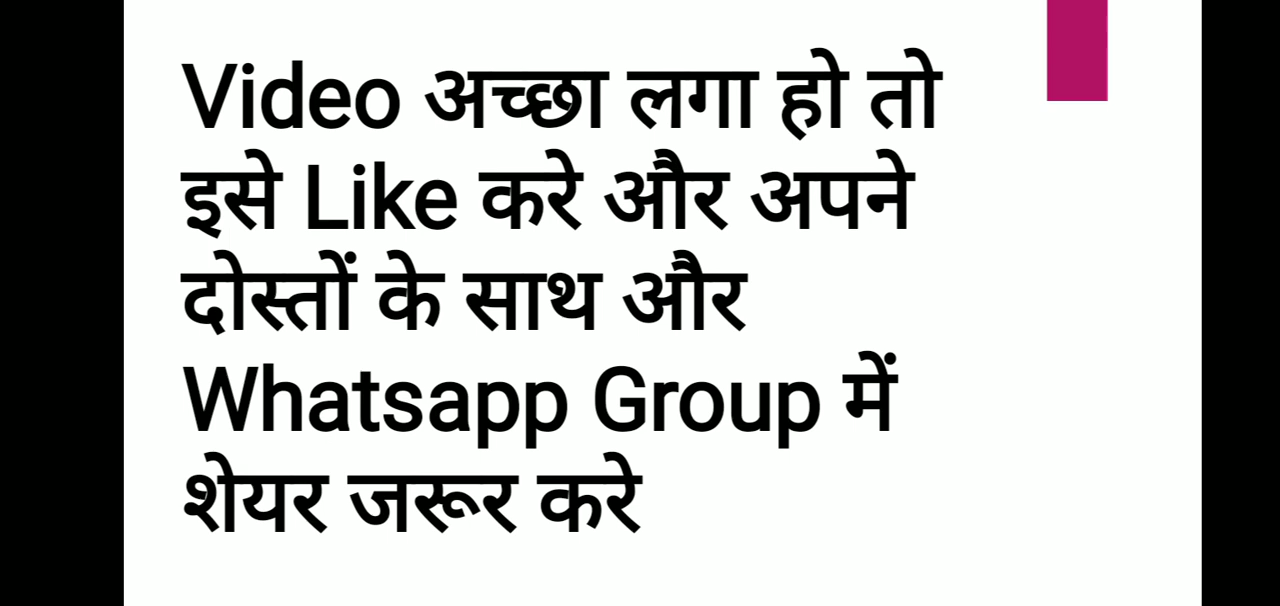 Video अच्छा लगा हो तो
इसे Like करे और अपने
दोस्तों के साथ और
Whatsapp Group में
शेयर जरूर करे